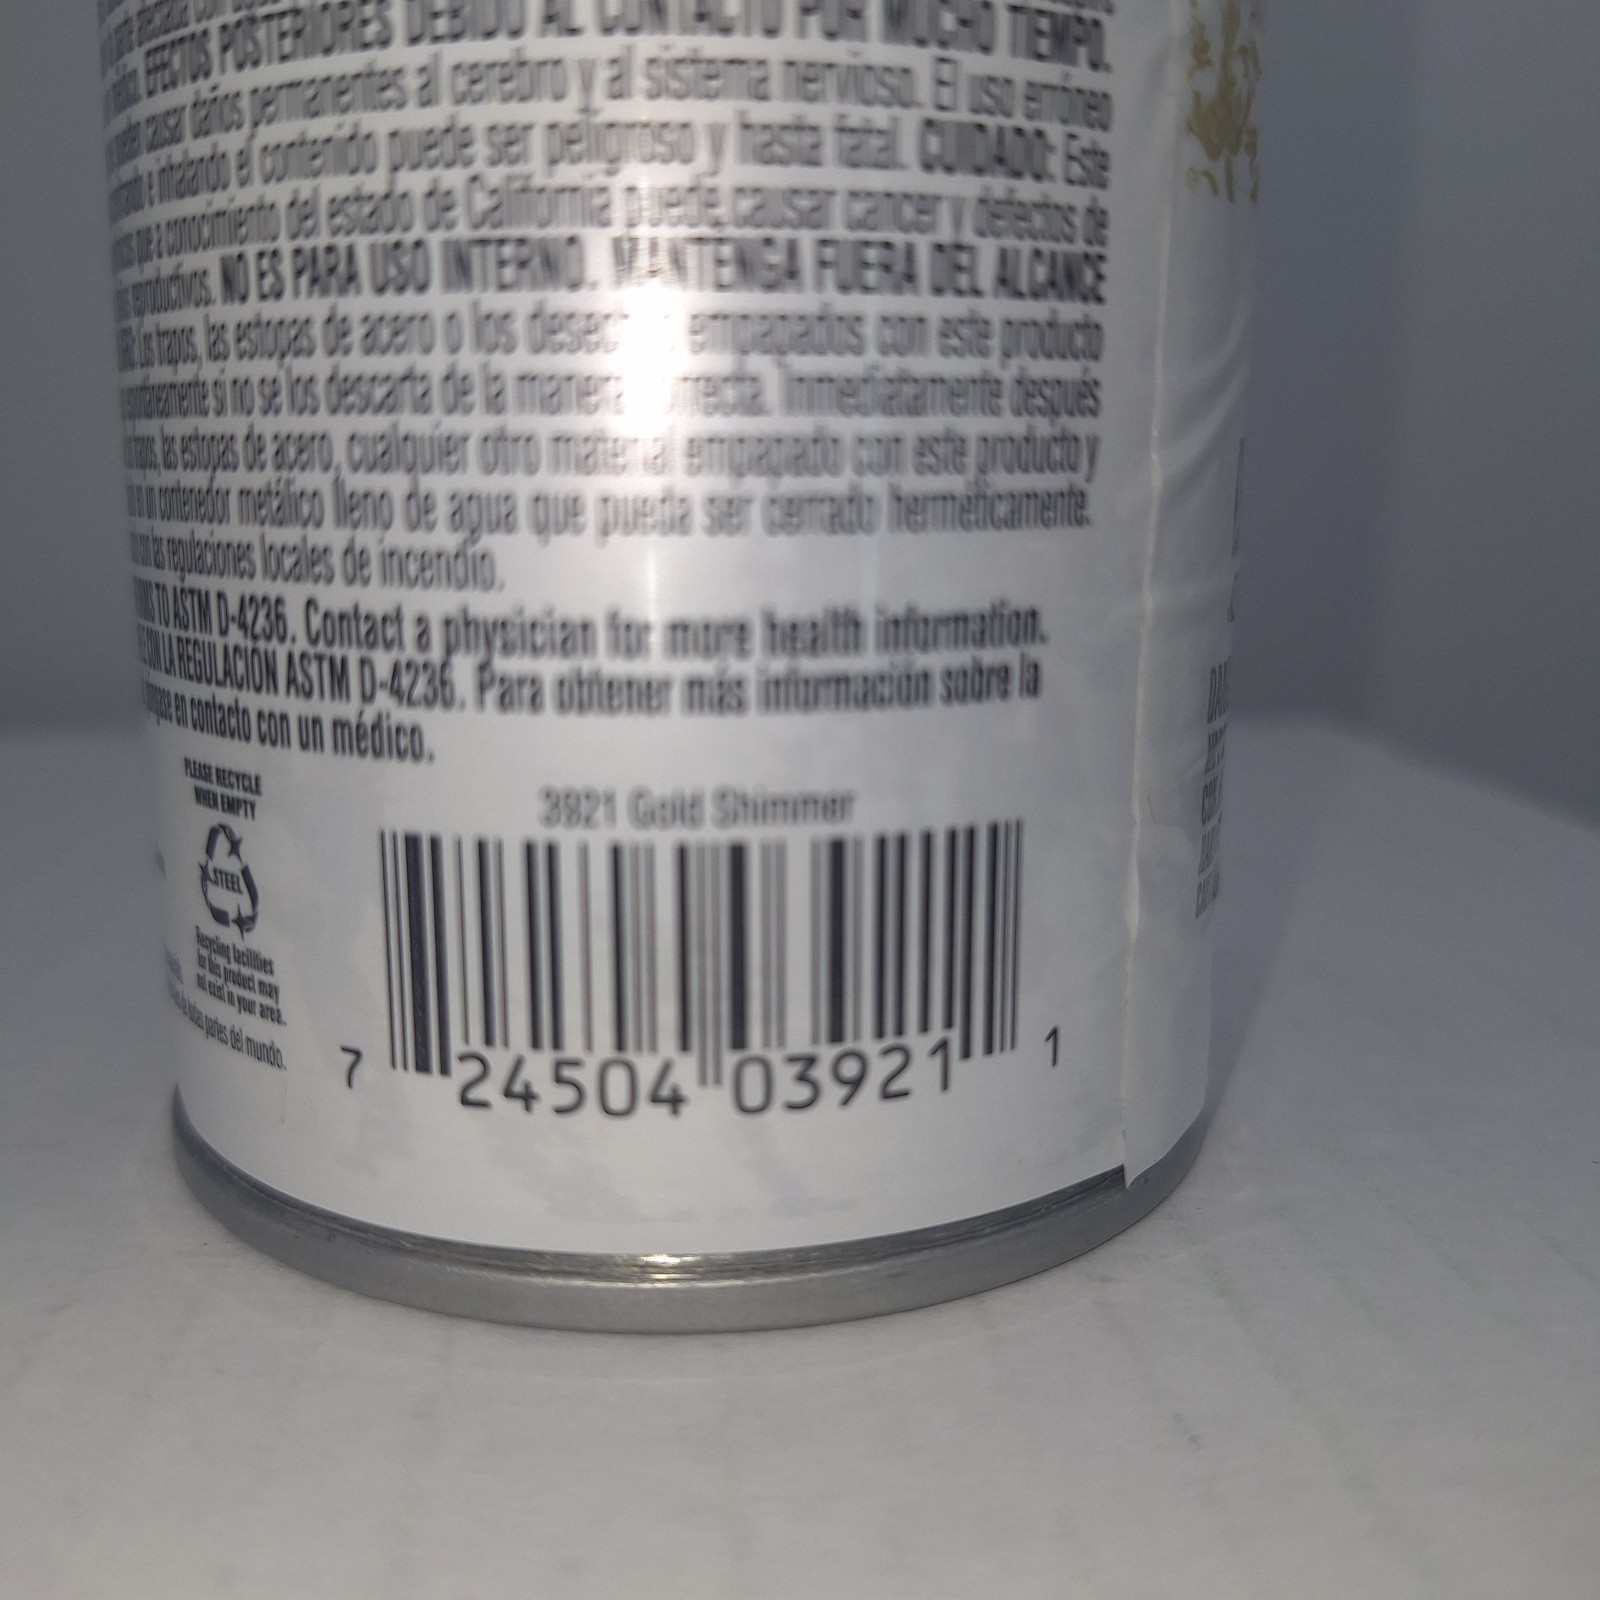 EFECTOS POSTERIORES DEBIDO AL CONTACTO POR MUCHO TIEMPO.
causar daños permanentes al cerebro y al sistema nervioso. El uso erróneo
e inhalando el contenido puede ser peligroso y hasta fatal. CUIDADO: Este
que a conocimiento del estado de California puede causar cancer y defectos de
reproductivos. NO ES PARA USO INTERNO. MANTENGA FUERA DEL ALCANCE
Los trapos, las estopas de acero o los empapados con este producto
si no se los descarta de la manera Inmediatamente después
trapos, las estopas de acero, cualquier otro material empapado con este producto y
en un contenedor metálico lleno de agua que pueda ser cerrado herméticamente.
con las regulaciones locales de incendio.
TO ASTM D-4236. Contact a physician for more health information.
CON LA REGULACION ASTM D-4236. Para obtener más información sobre la
en contacto con un médico.
PLEASE RECYCLE
WHEN EMPTY
STEEL
Recycling facilities
for this product may
not exist in your area.
de todas partes del mundo.
3921 Gold Shimmer
7 24504 03921 1